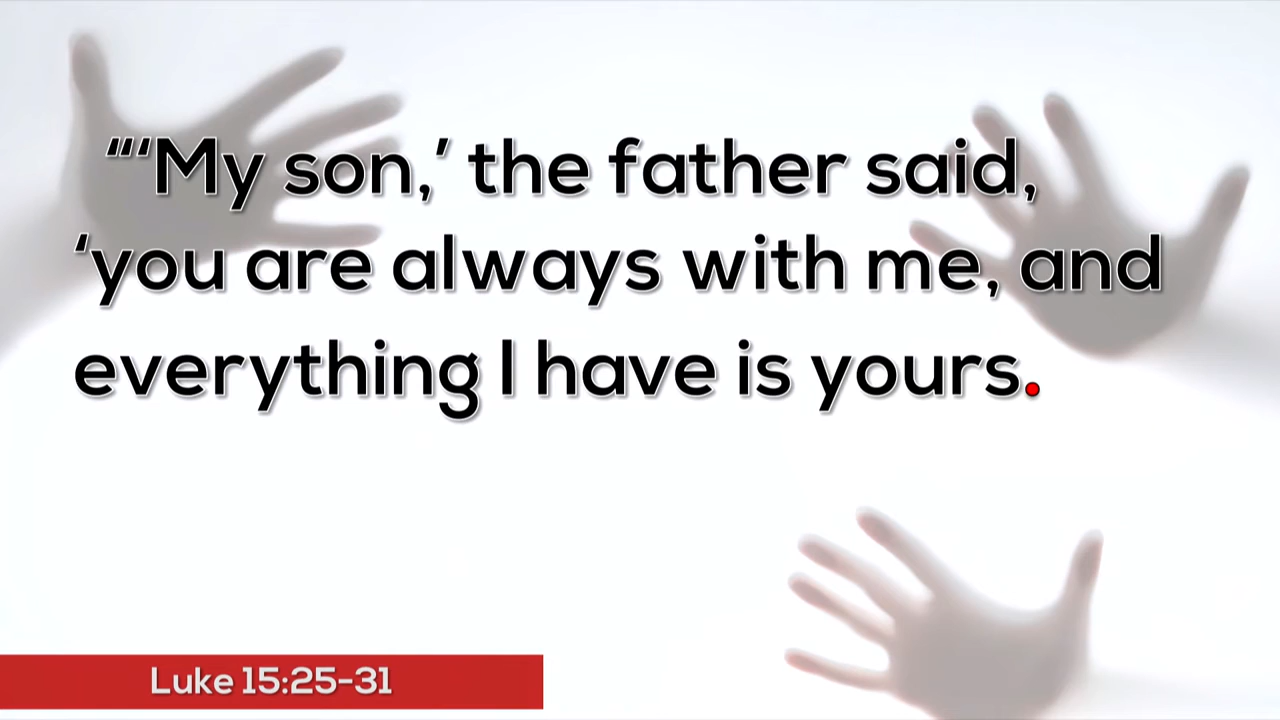 “‘My son,’ the father said,
‘you are always with me, and
everything I have is yours.
Luke 15:25-31